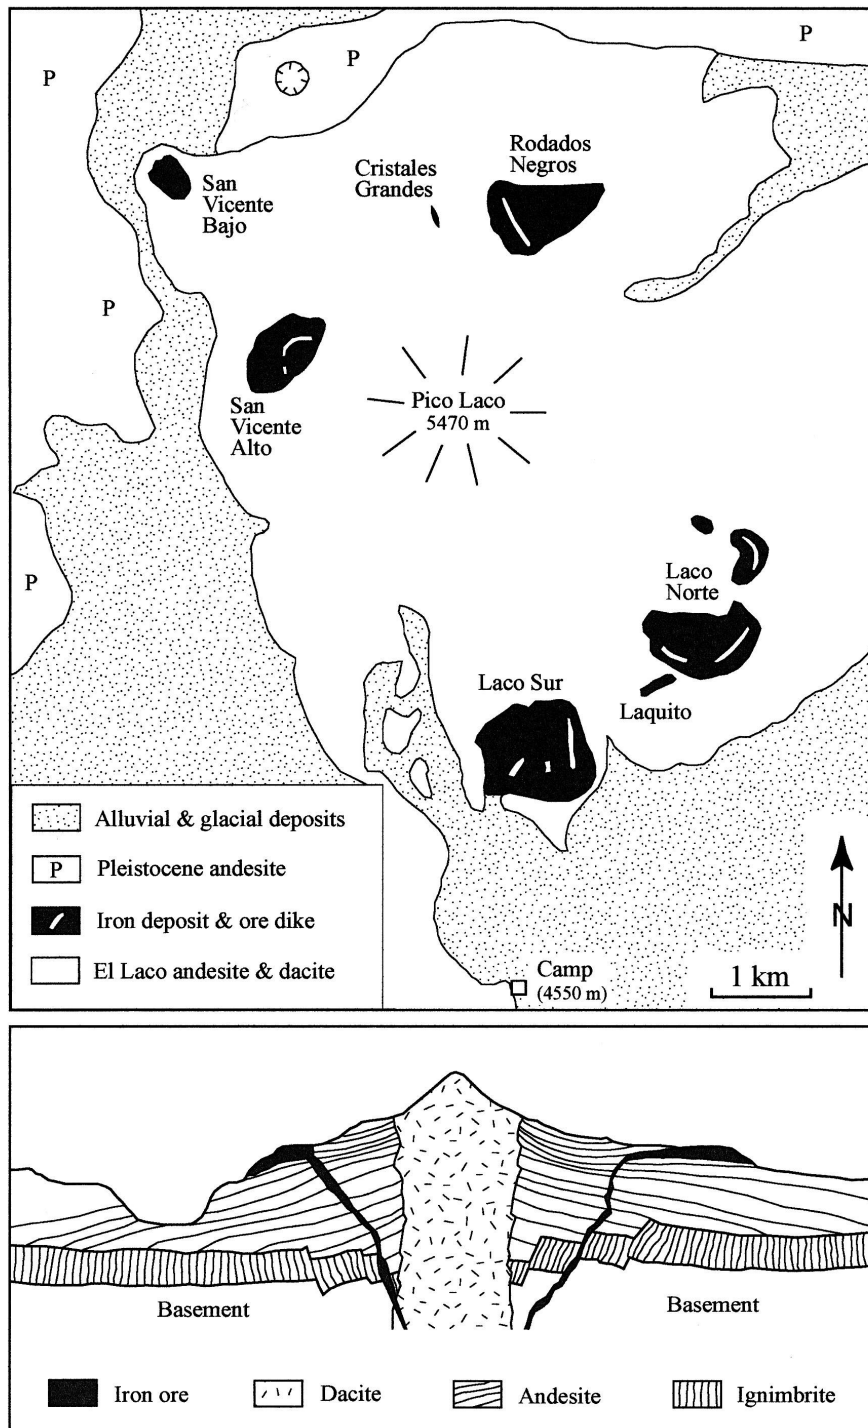 P
P
P
Rodados
Negros
Cristales
Grandes
San
Vicente
Bajo
P
Pico Laco
5470 m
San
Vicente
Alto
P
Laco
Norte
Laco Sur
Laquito
Alluvial & glacial deposits
P Pleistocene andesite
Iron deposit & ore dike
El Laco andesite & dacite
N
Camp
(4550 m)
1 km
Basement
Basement
Iron ore
Dacite
Andesite
Ignimbrite